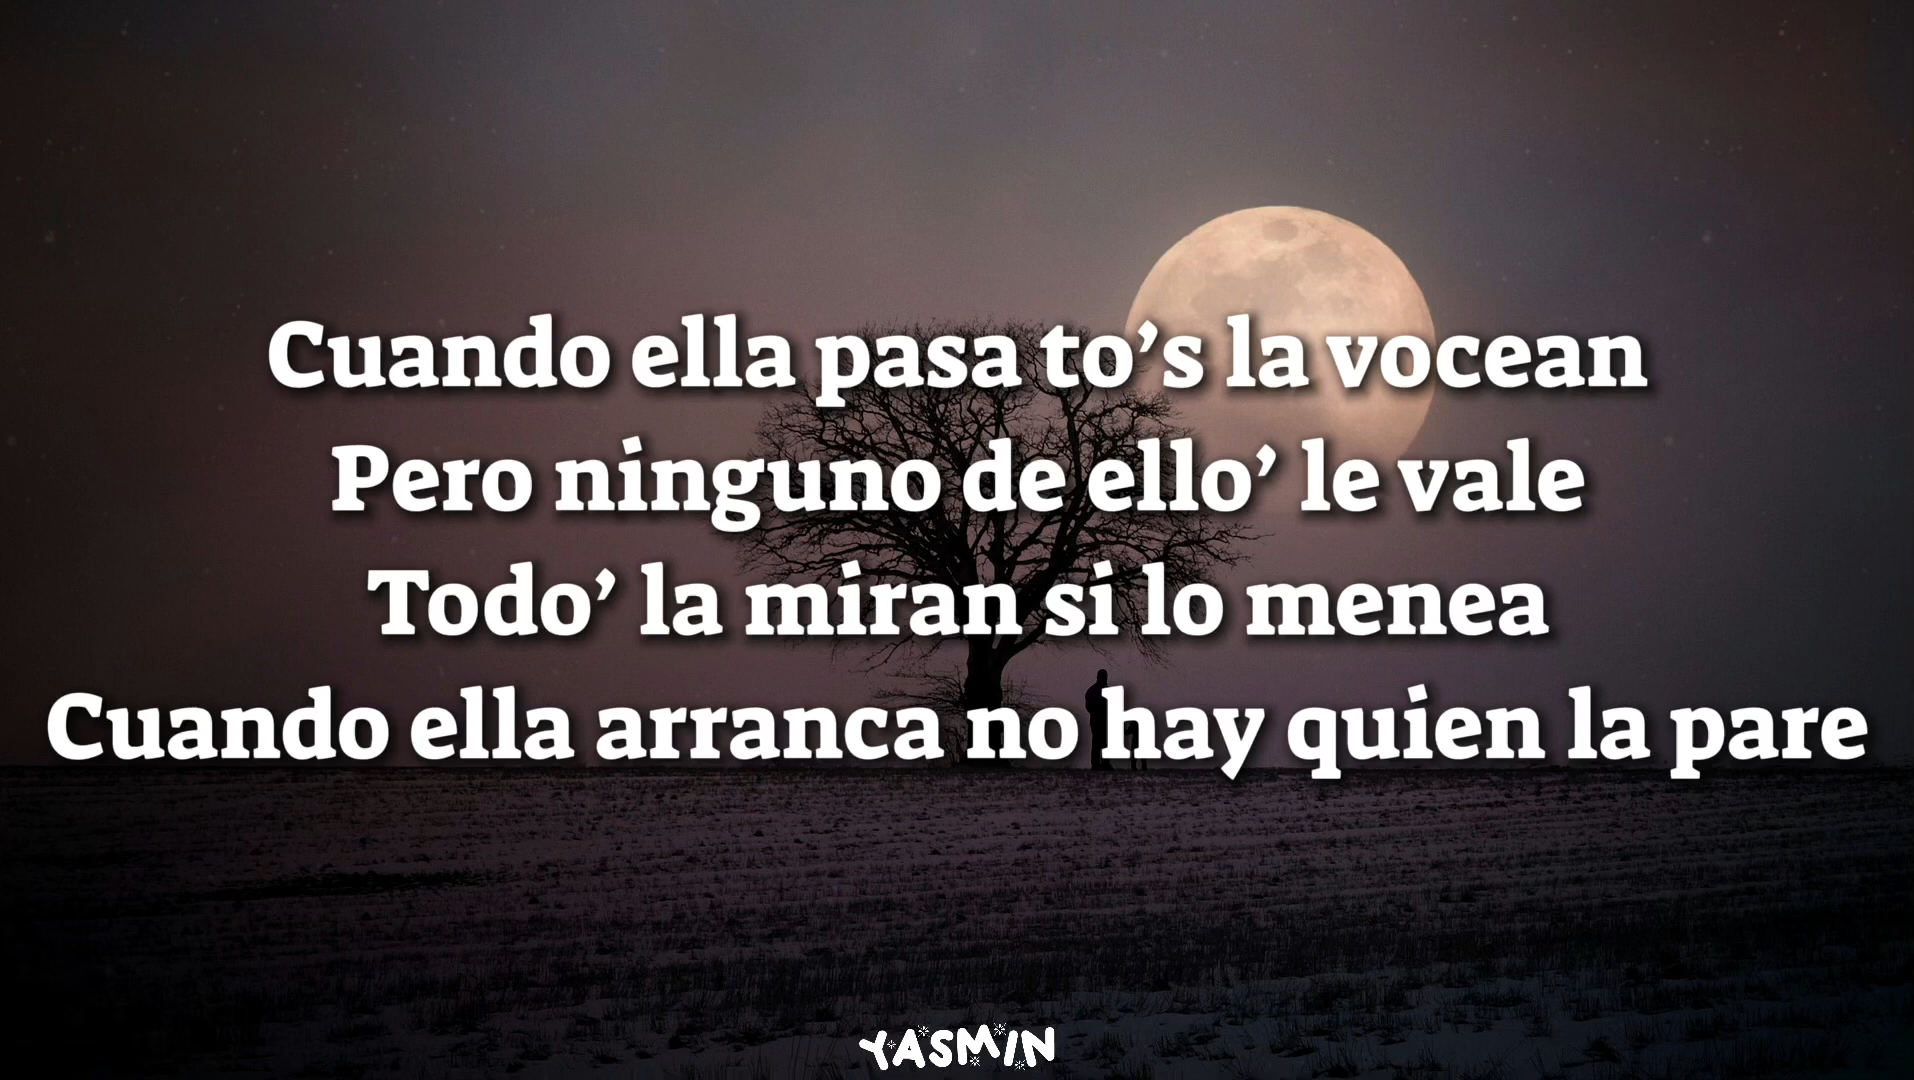 Cuando ella pasa to’s la vocean
Pero ninguno de ello’ le vale
Todo’ la miran si lo menea
Cuando ella arranca no hay quien la pare
YASMIN